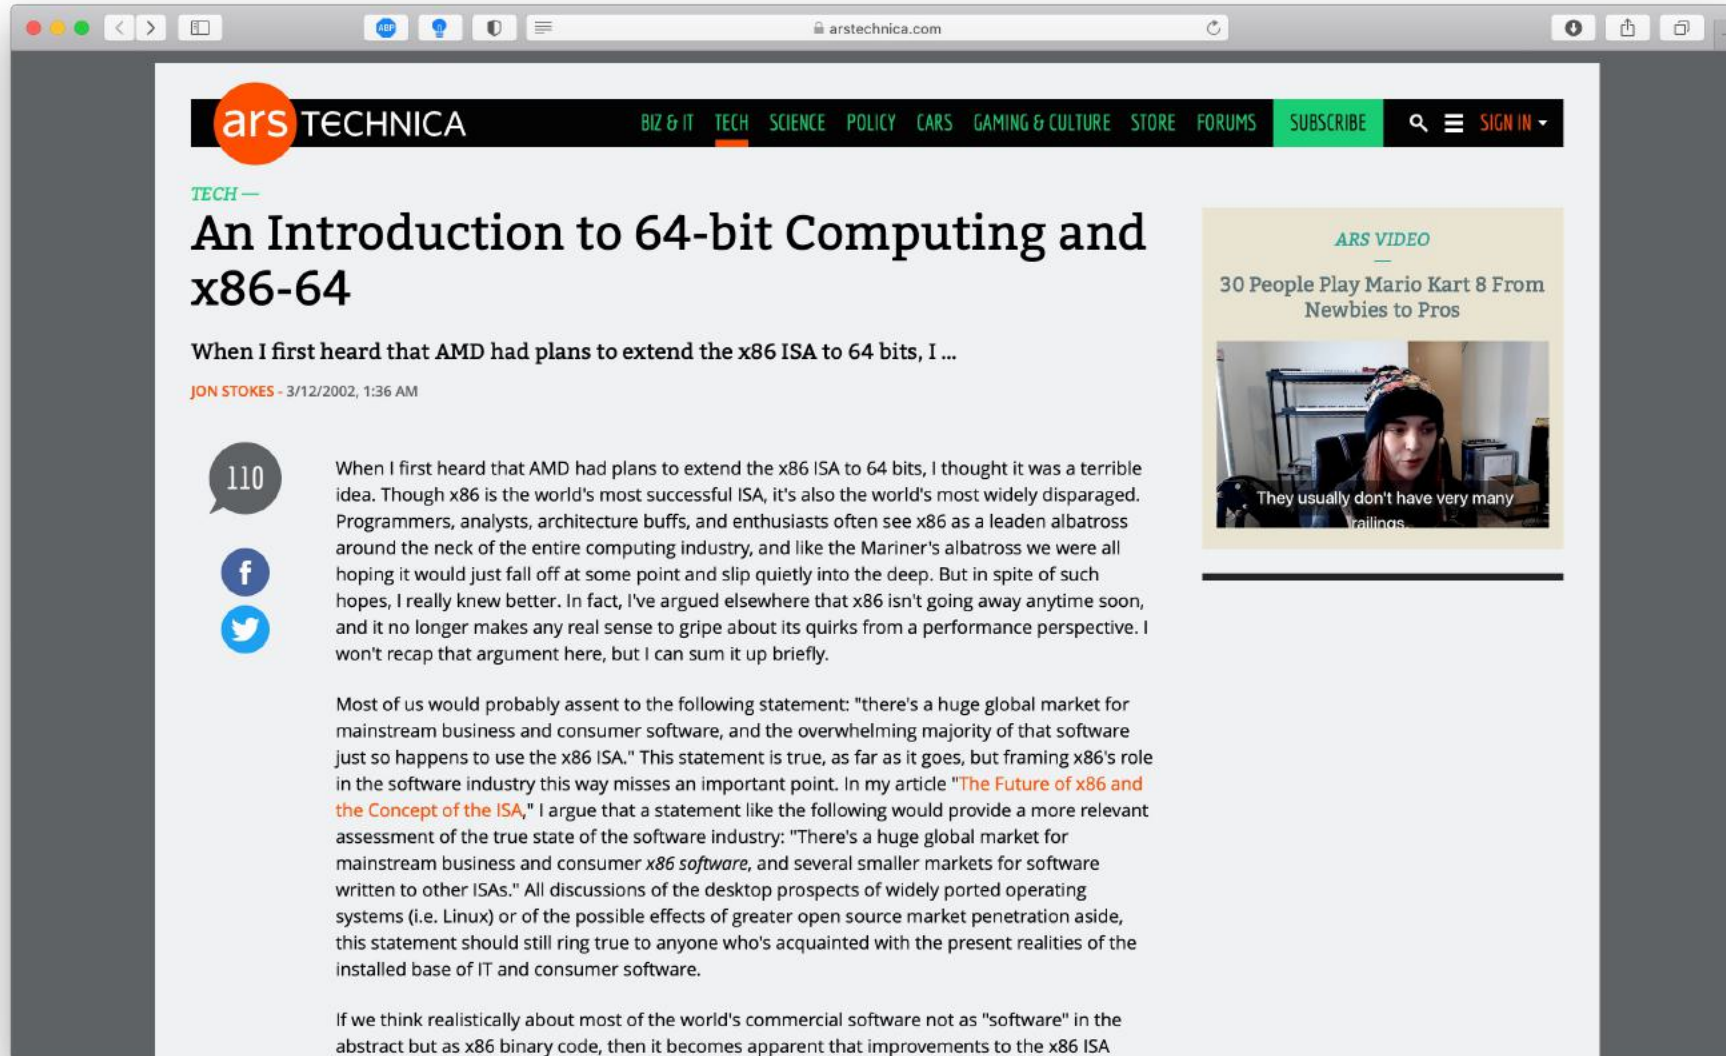 ABP
arstechnica.com
ars TECHNICA
BIZ & IT TECH SCIENCE POLICY CARS GAMING & CULTURE STORE FORUMS SUBSCRIBE SIGN IN
TECH —
An Introduction to 64-bit Computing and
x86-64
When I first heard that AMD had plans to extend the x86 ISA to 64 bits, I ...
JON STOKES - 3/12/2002, 1:36 AM
110
When I first heard that AMD had plans to extend the x86 ISA to 64 bits, I thought it was a terrible
idea. Though x86 is the world's most successful ISA, it's also the world's most widely disparaged.
Programmers, analysts, architecture buffs, and enthusiasts often see x86 as a leaden albatross
around the neck of the entire computing industry, and like the Mariner's albatross we were all
hoping it would just fall off at some point and slip quietly into the deep. But in spite of such
hopes, I really knew better. In fact, I've argued elsewhere that x86 isn't going away anytime soon,
and it no longer makes any real sense to gripe about its quirks from a performance perspective. I
won't recap that argument here, but I can sum it up briefly.
Most of us would probably assent to the following statement: "there's a huge global market for
mainstream business and consumer software, and the overwhelming majority of that software
just so happens to use the x86 ISA." This statement is true, as far as it goes, but framing x86's role
in the software industry this way misses an important point. In my article "The Future of x86 and
the Concept of the ISA," I argue that a statement like the following would provide a more relevant
assessment of the true state of the software industry: "There's a huge global market for
mainstream business and consumer x86 software, and several smaller markets for software
written to other ISAs." All discussions of the desktop prospects of widely ported operating
systems (i.e. Linux) or of the possible effects of greater open source market penetration aside,
this statement should still ring true to anyone who's acquainted with the present realities of the
installed base of IT and consumer software.
If we think realistically about most of the world's commercial software not as "software" in the
abstract but as x86 binary code, then it becomes apparent that improvements to the x86 ISA
ARS VIDEO
30 People Play Mario Kart 8 From
Newbies to Pros
They usually don't have very many
railings.